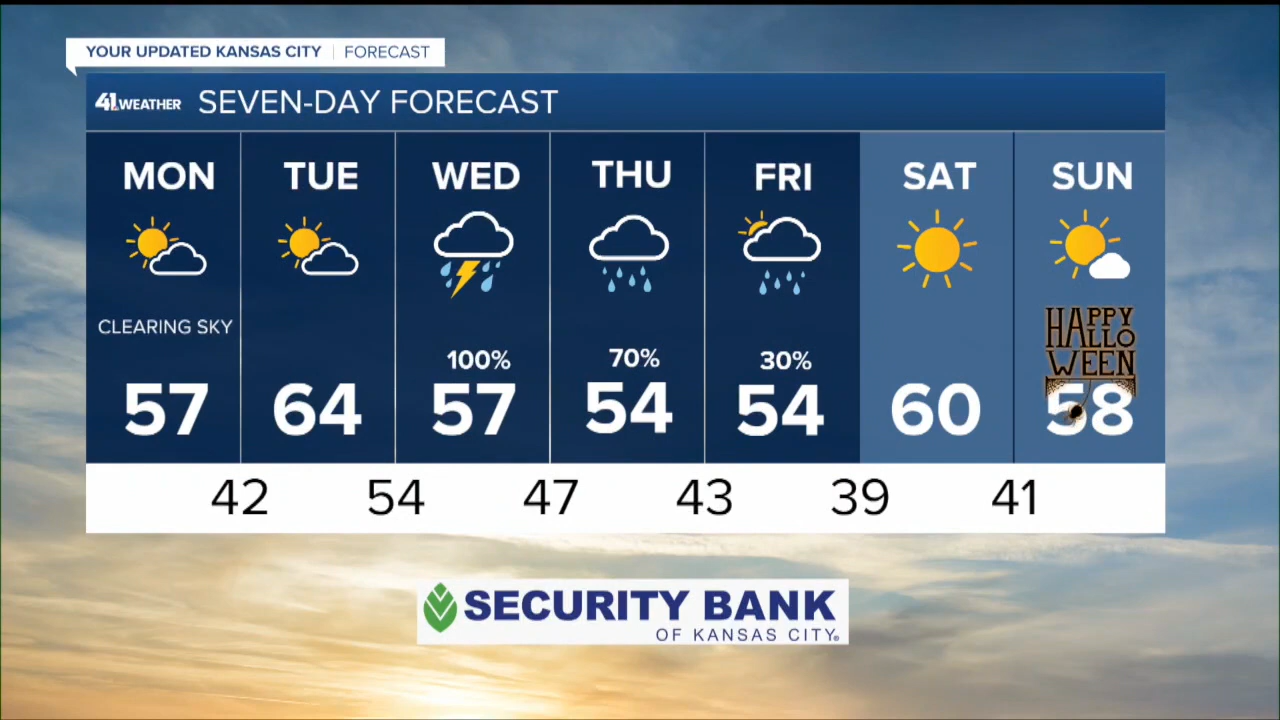 YOUR UPDATED KANSAS CITY FORECAST
41 WEATHER SEVEN-DAY FORECAST
MON TUE WED THU FRI SAT SUN
CLEARING SKY
HAPPY
HALLO
WEEN
100% 70% 30%
57 64 57 54 54 60 58
42 54 47 43 39 41
SECURITY BANK
OF KANSAS CITY®